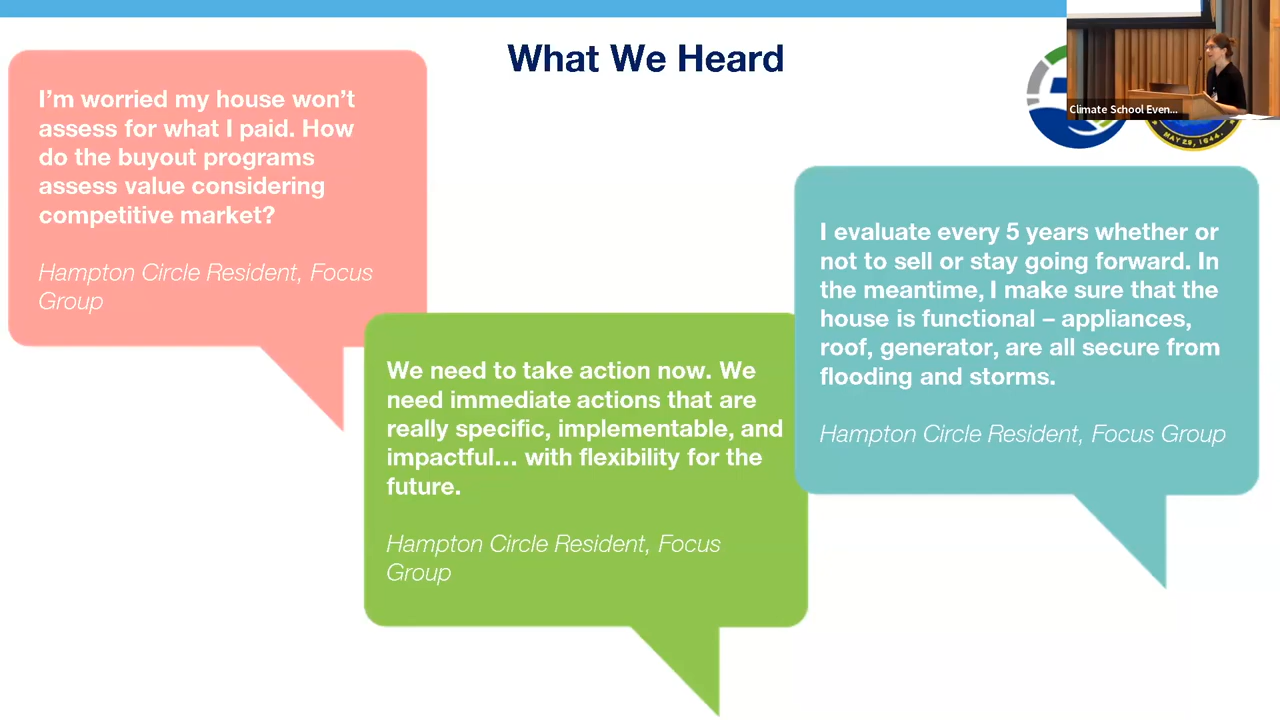 What We Heard
I'm worried my house won't
assess for what I paid. How
do the buyout programs
assess value considering
competitive market?
Hampton Circle Resident, Focus
Group
We need to take action now. We
need immediate actions that are
really specific, implementable, and
impactful… with flexibility for the
future.
Hampton Circle Resident, Focus
Group
I evaluate every 5 years whether or
not to sell or stay going forward. In
the meantime, I make sure that the
house is functional – appliances,
roof, generator, are all secure from
flooding and storms.
Hampton Circle Resident, Focus Group
Climate School Even...
MAY 29, 1844.